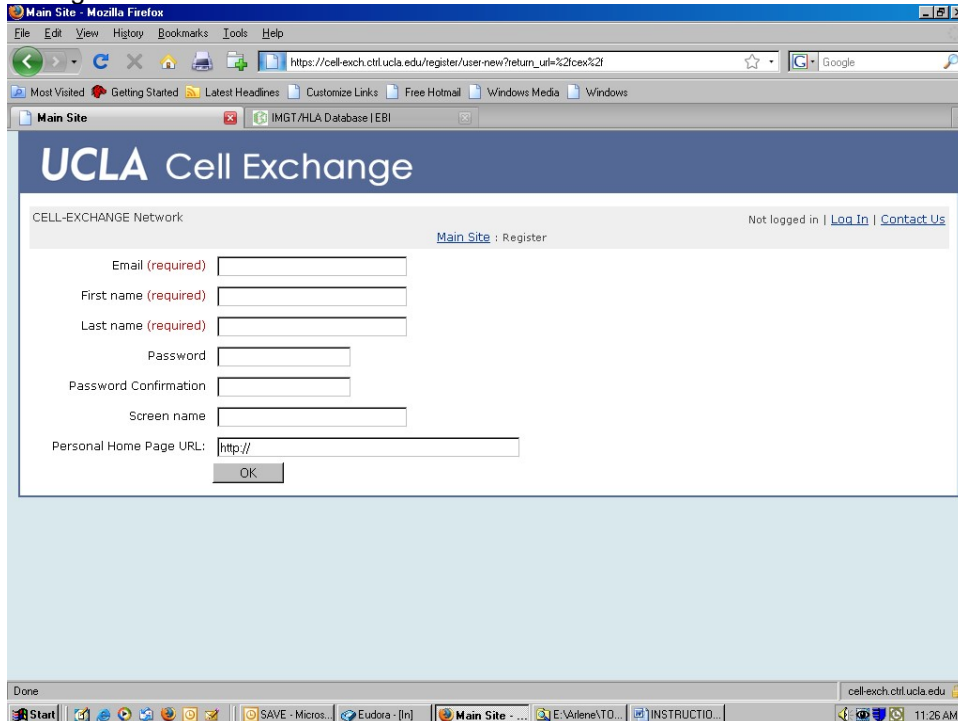 Main Site - Mozilla Firefox
File Edit View History Bookmarks Tools Help
https://cell-exch.ctrl.ucla.edu/register/user-new?return_url=%2fcex%2f
G Google
Most Visited Getting Started Latest Headlines Customize Links Free Hotmail Windows Media Windows
Main Site IMGT/HLA Database | EBI
UCLA Cell Exchange
CELL-EXCHANGE Network
Not logged in | Log In | Contact Us
Main Site : Register
Email (required)
First name (required)
Last name (required)
Password
Password Confirmation
Screen name
Personal Home Page URL: http://
OK
Done cell-exch.ctrl.ucla.edu
Start SAVE - Micros... Eudora - [In] Main Site - ... E:\Arlene\TO... INSTRUCTIO... 11:26 AM